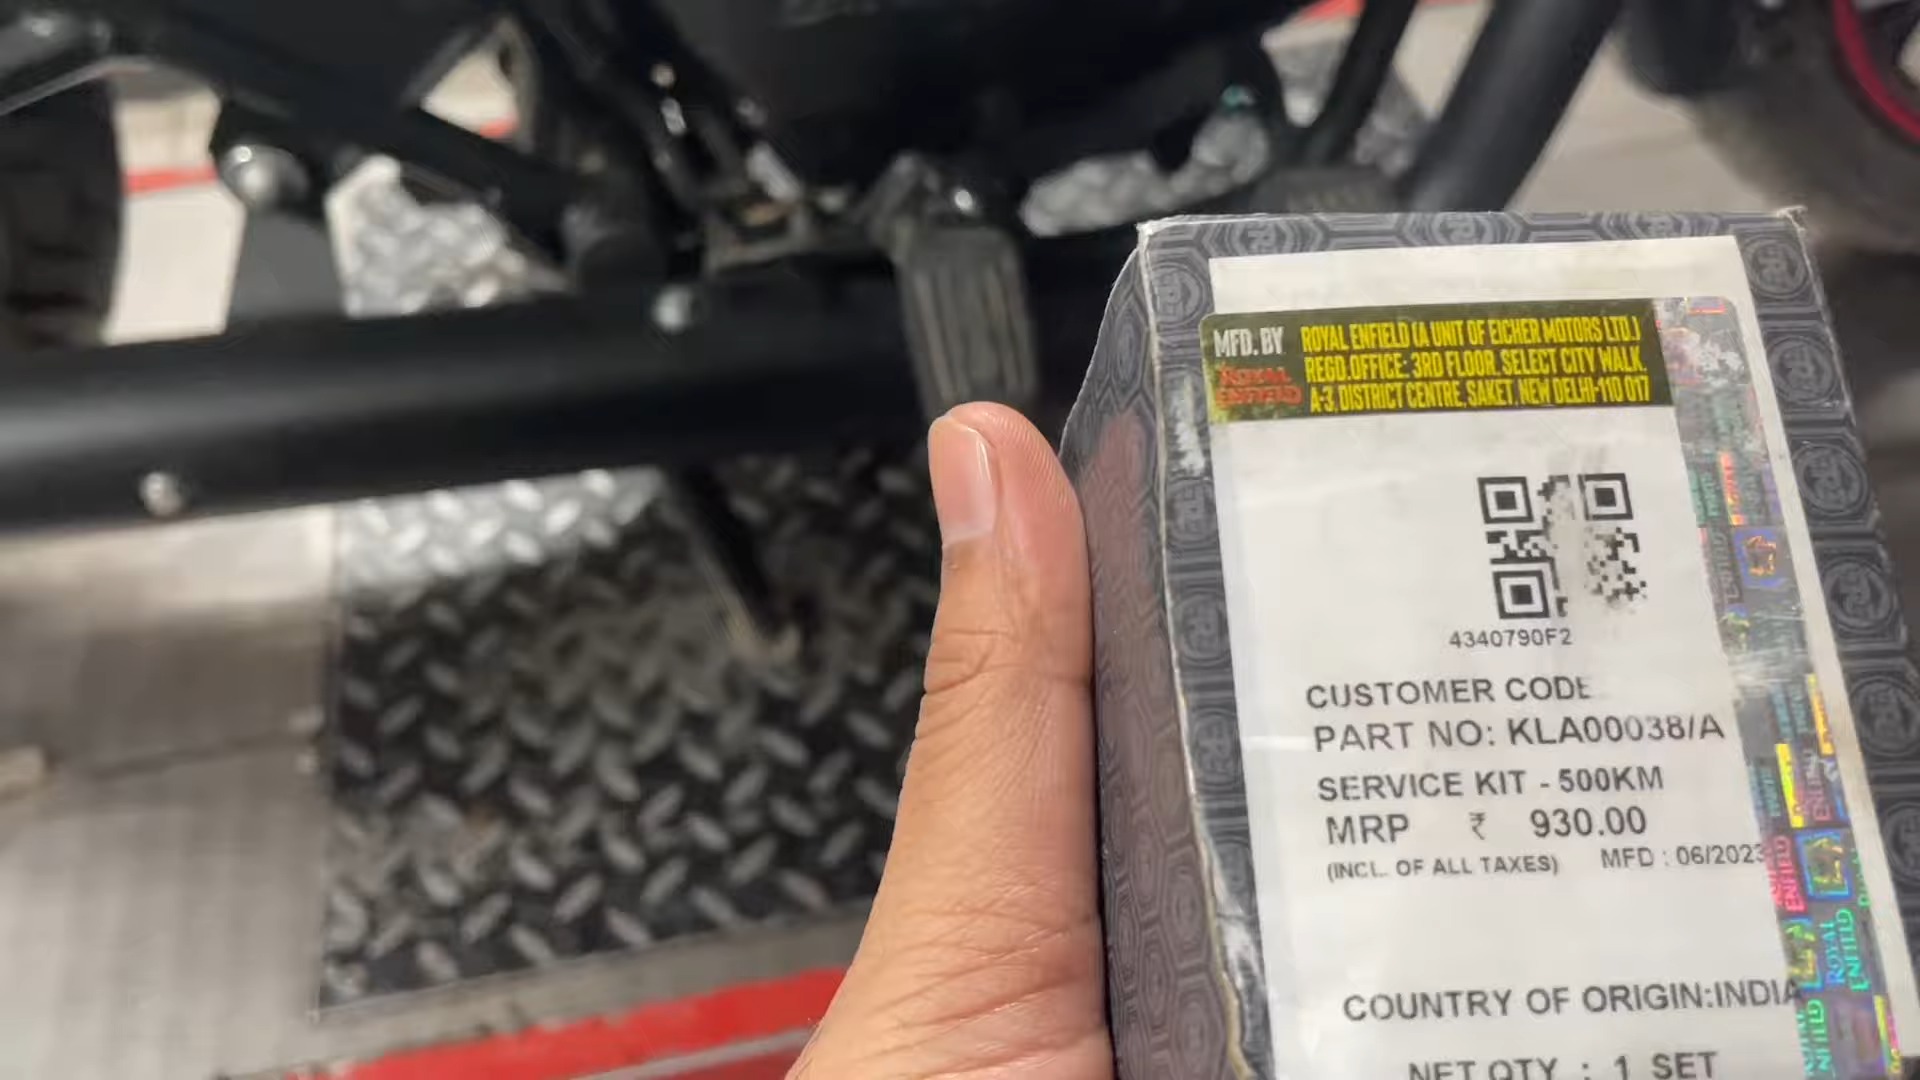 MFD. BY
ROYAL ENFIELD
ROYAL ENFIELD (A UNIT OF EICHER MOTORS LTD.)
REGD.OFFICE: 3RD FLOOR, SELECT CITY WALK,
A-3, DISTRICT CENTRE, SAKET, NEW DELHI-110 017
4340790F2
CUSTOMER CODE
PART NO: KLA00038/A
SERVICE KIT - 500KM
MRP ₹ 930.00
(INCL. OF ALL TAXES) MFD : 06/2023
COUNTRY OF ORIGIN:INDIA
NET QTY : 1 SET
ROYAL
ENFIELD